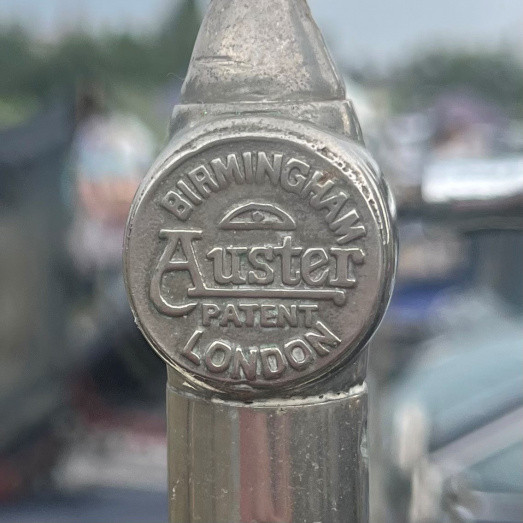 BIRMINGHAM
Auster
PATENT
LONDON